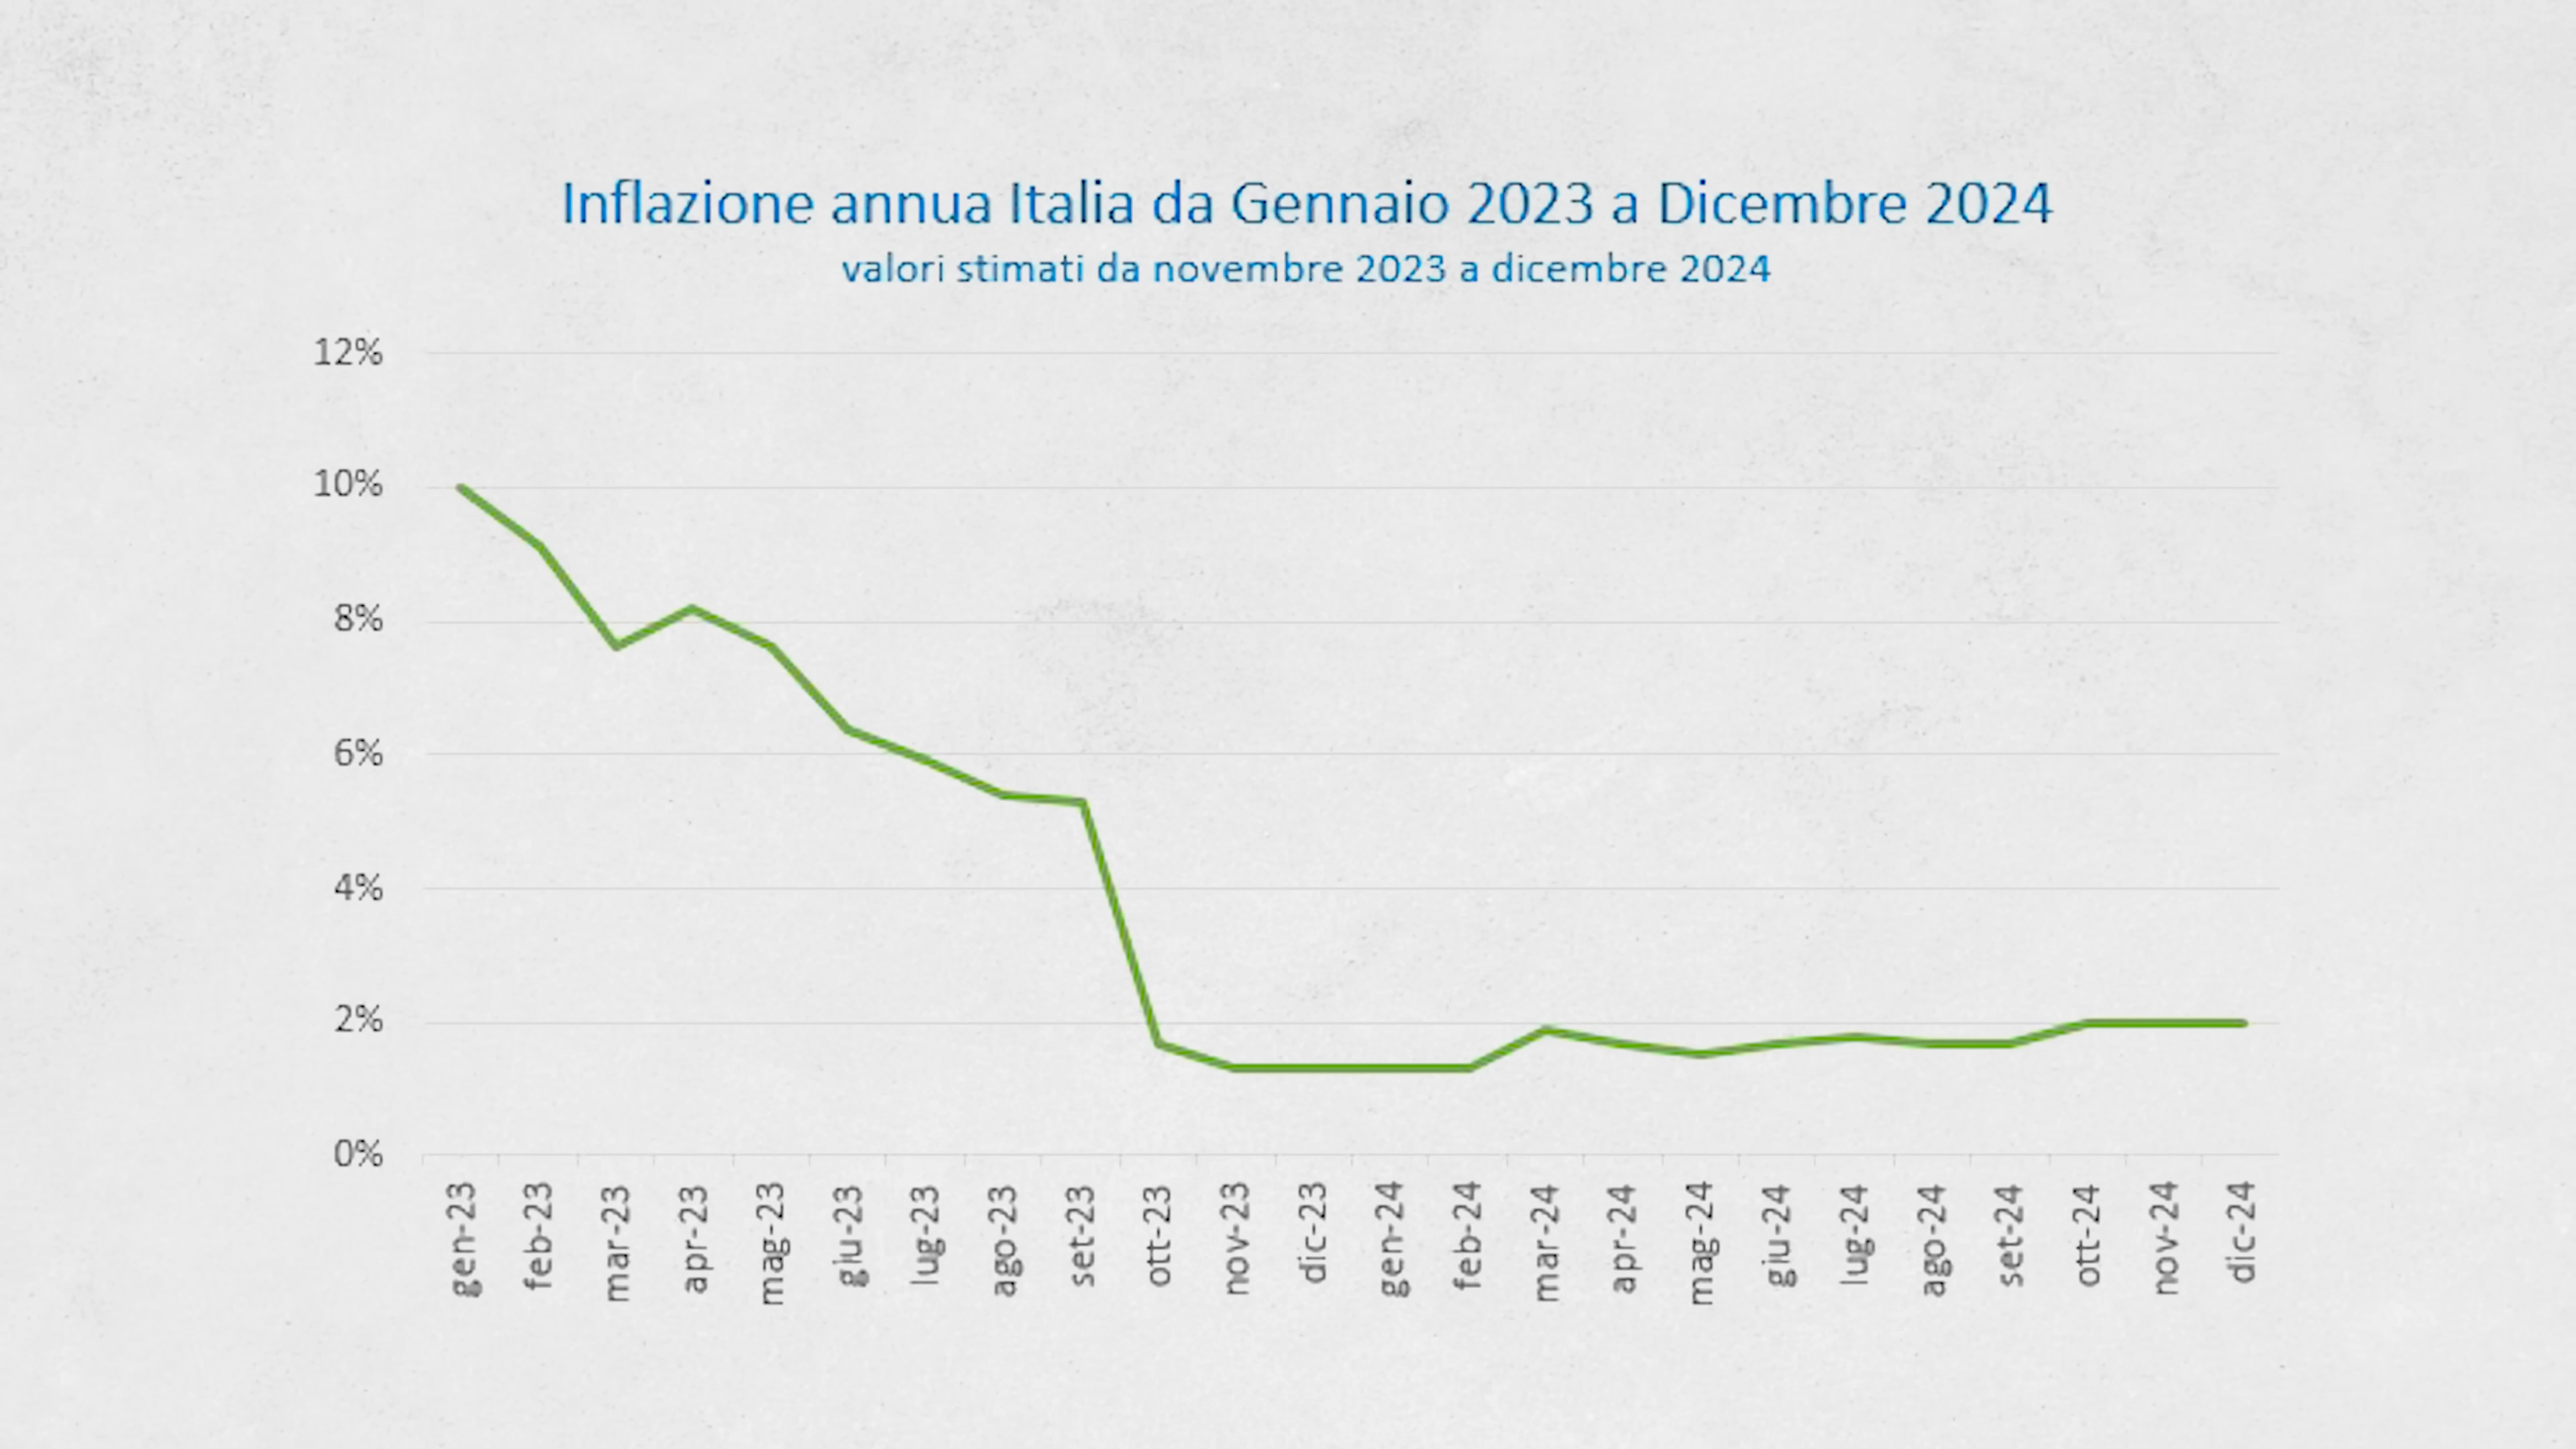 Inflazione annua Italia da Gennaio 2023 a Dicembre 2024
valori stimati da novembre 2023 a dicembre 2024
12%
10%
8%
6%
4%
2%
0%
gen-23
feb-23
mar-23
apr-23
mag-23
giu-23
lug-23
ago-23
set-23
ott-23
nov-23
dic-23
gen-24
feb-24
mar-24
apr-24
mag-24
giu-24
lug-24
ago-24
set-24
ott-24
nov-24
dic-24